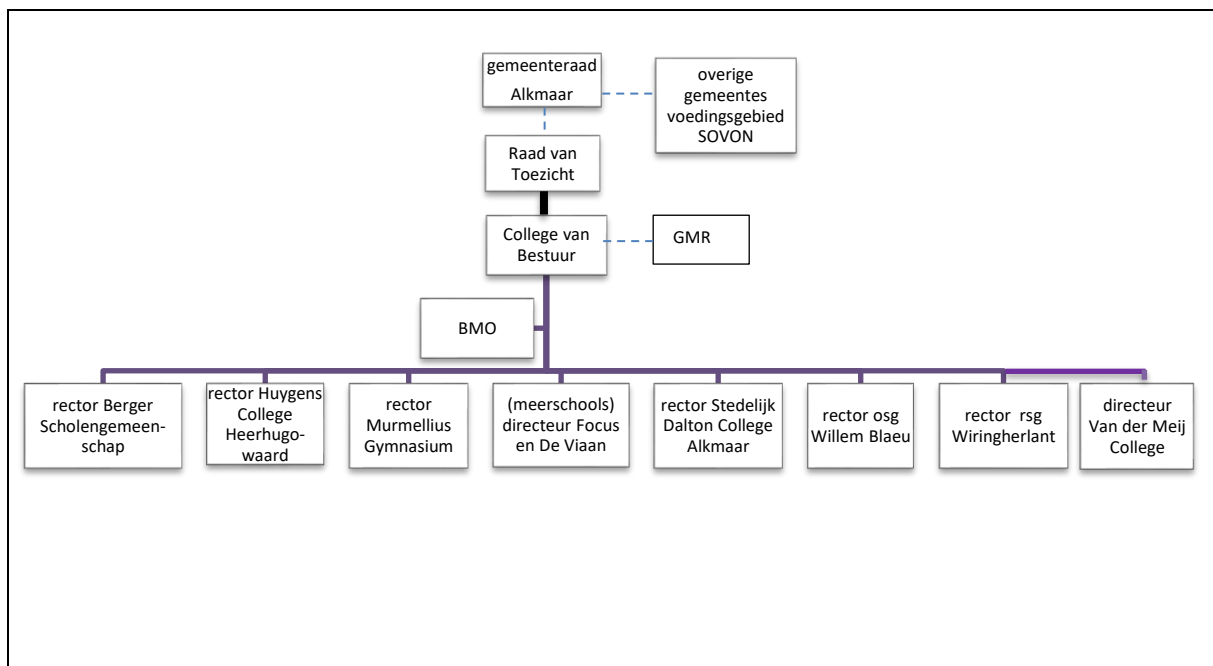 gemeenteraad
Alkmaar
overige
gemeentes
voedingsgebied
SOVON
Raad van
Toezicht
College van
Bestuur
GMR
BMO
rector Berger
Scholengemeen-
schap
rector Huygens
College
Heerhugo-
waard
rector
Murmellius
Gymnasium
(meerschools)
directeur Focus
en De Viaan
rector Stedelijk
Dalton College
Alkmaar
rector osg
Willem Blaeu
rector rsg
Wiringherlant
directeur
Van der Meij
College